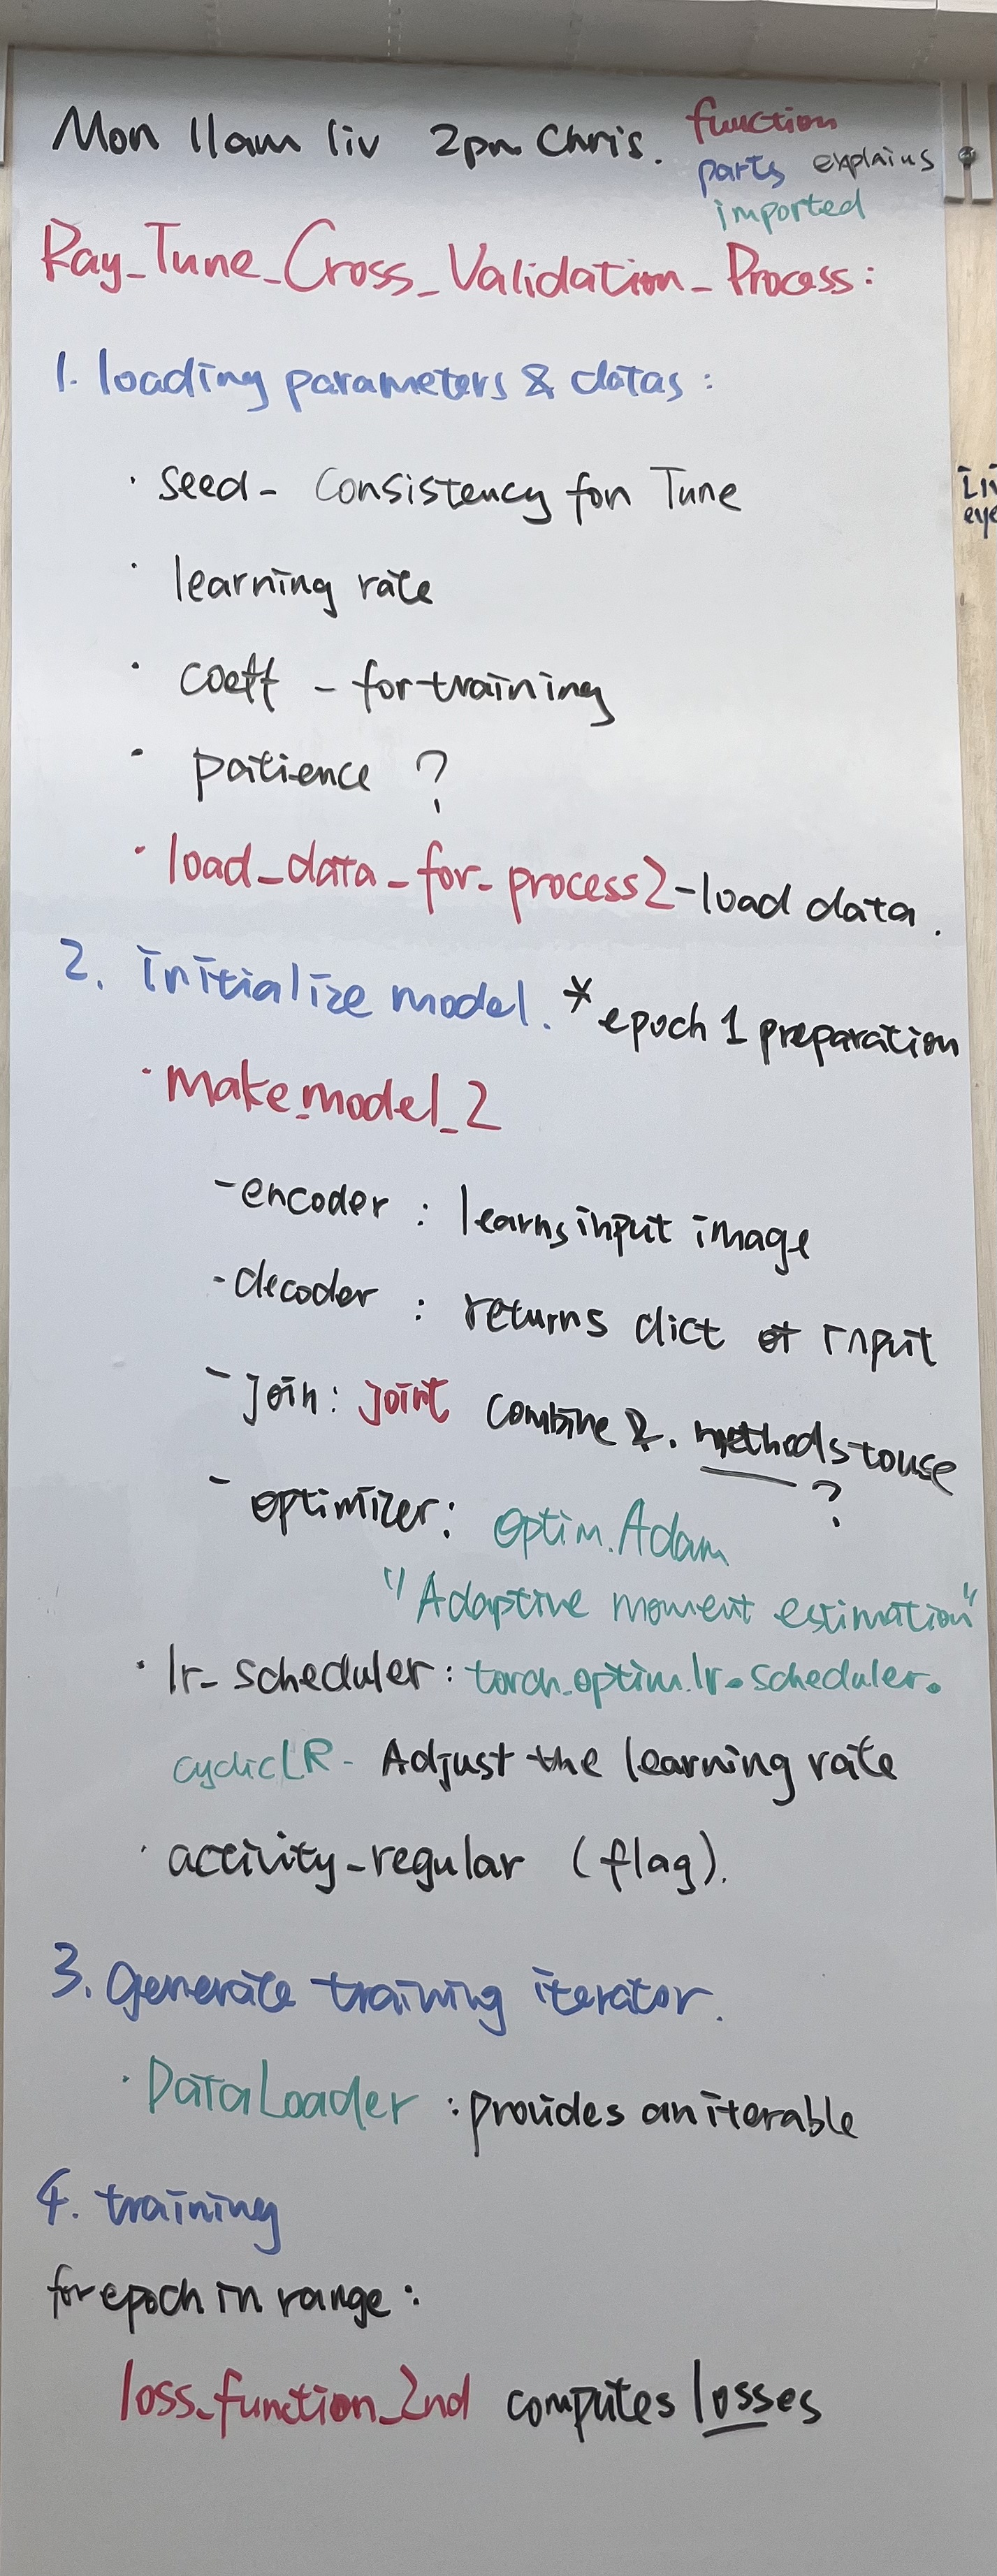 Mon 11am liv 2pm Chris.
function
parts explains
imported
Ray_Tune_Cross_Validation_Process:
1. loading parameters & datas:
· seed - consistency for Tune
· learning rate
· coeff - for training
· patience ?
· load_data_for_process2 - load data.
2. initialize model. * epoch 1 preparation
· make_model_2
- encoder : learns input image
- decoder : returns dict of input
- join: joint combine 2. methods to use
?
- optimizer: optim.Adam
"Adaptive moment estimation"
· lr_scheduler: torch.optim.lr_scheduler.
cyclicLR - Adjust the learning rate
· activity_regular (flag).
3. Generate training iterator.
· DataLoader : provides an iterable
4. training
for epoch in range:
loss_function_2nd computes losses